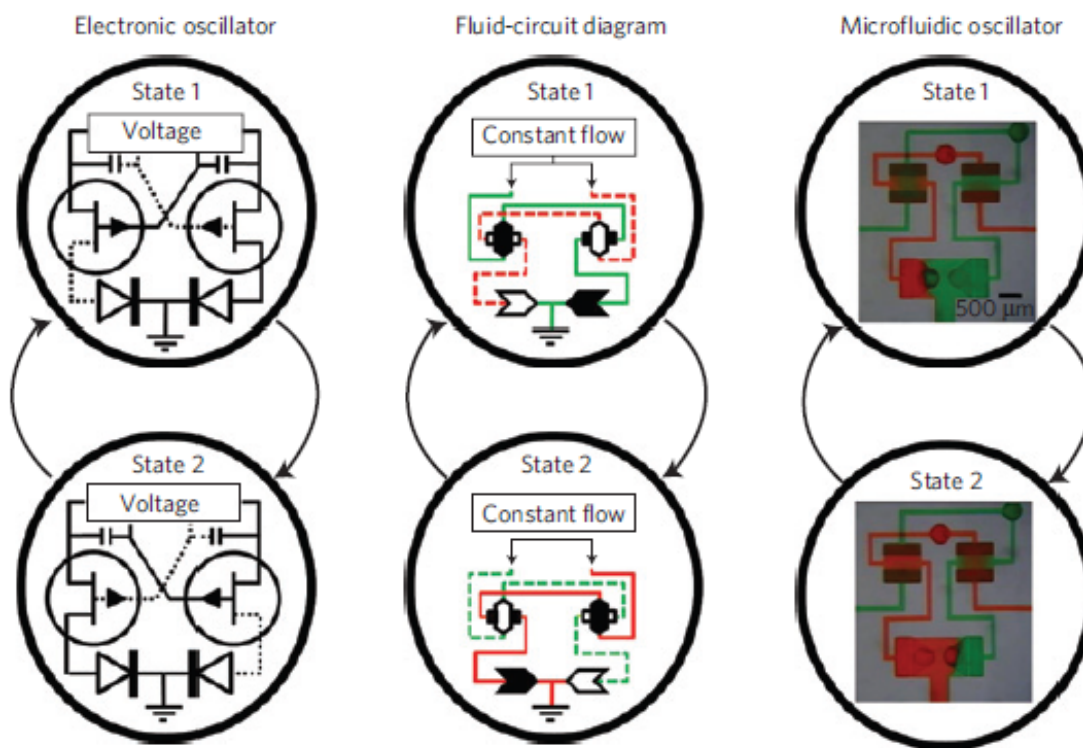 Electronic oscillator
Fluid-circuit diagram
Microfluidic oscillator
State 1
Voltage
State 1
Constant flow
State 1
500 μm
State 2
Voltage
State 2
Constant flow
State 2